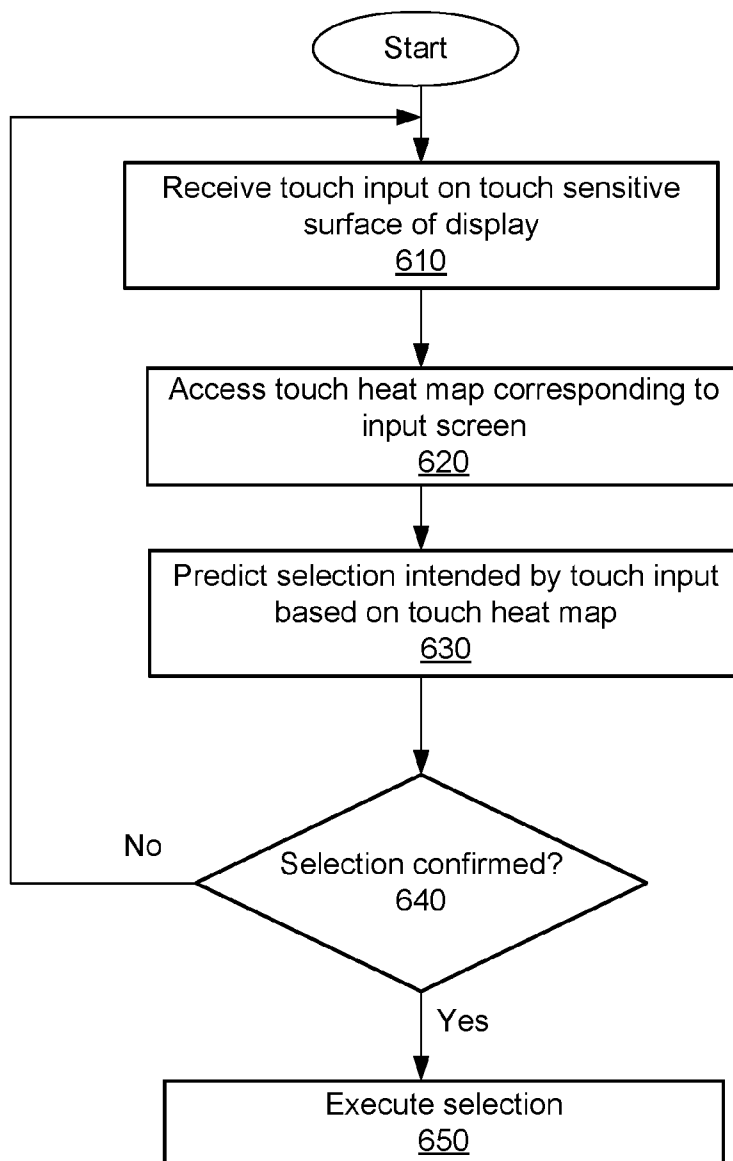 Start
Receive touch input on touch sensitive
surface of display
610
Access touch heat map corresponding to
input screen
620
Predict selection intended by touch input
based on touch heat map
630
No
Selection confirmed?
640
Yes
Execute selection
650